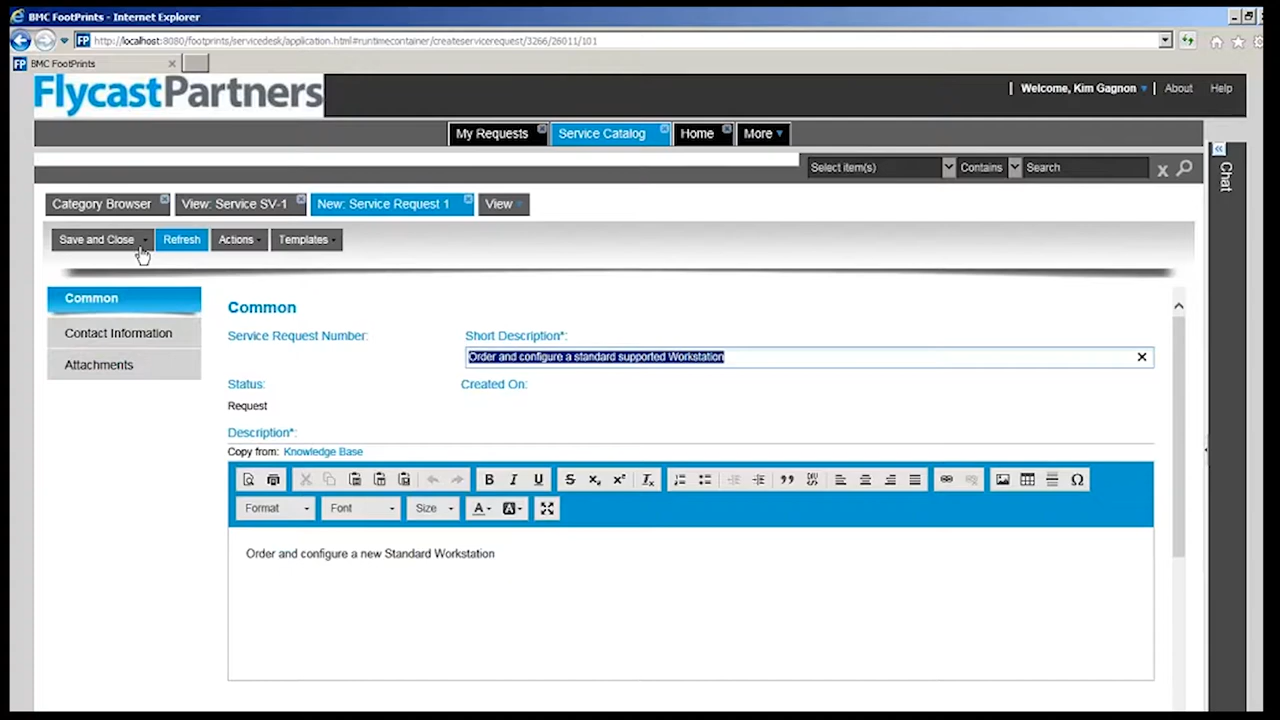 BMC FootPrints - Internet Explorer
FP http://localhost:8080/footprints/servicedesk/application.html#runtimecontainer/createservicerequest/3266/26011/101
FP BMC FootPrints
FlycastPartners
Welcome, Kim Gagnon | About Help
My Requests Service Catalog Home More
Select item(s) Contains Search X
Chat
Category Browser View: Service SV-1 New: Service Request 1 View
Save and Close Refresh Actions Templates
Common
Contact Information
Attachments
Common
Service Request Number: Short Description*:
Order and configure a standard supported Workstation
Status: Created On:
Request
Description*:
Copy from: Knowledge Base
B I U S
Format Font Size A A
Order and configure a new Standard Workstation